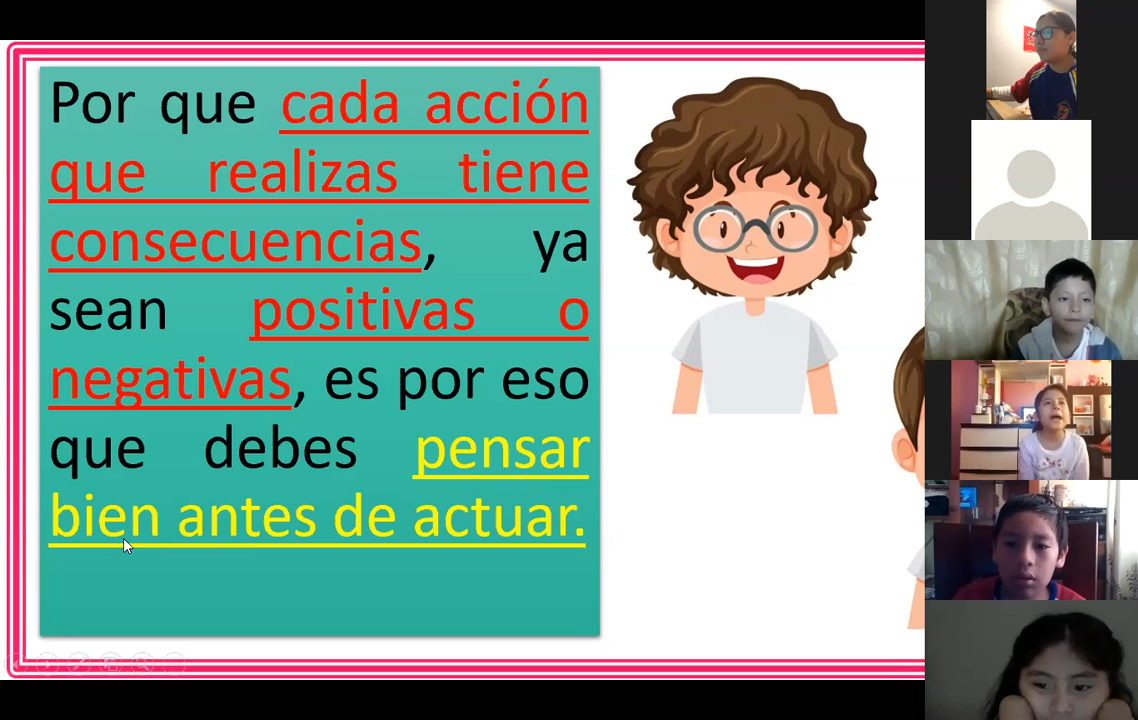 Por que cada acción
que realizas tiene
consecuencias, ya
sean positivas o
negativas, es por eso
que debes pensar
bien antes de actuar.